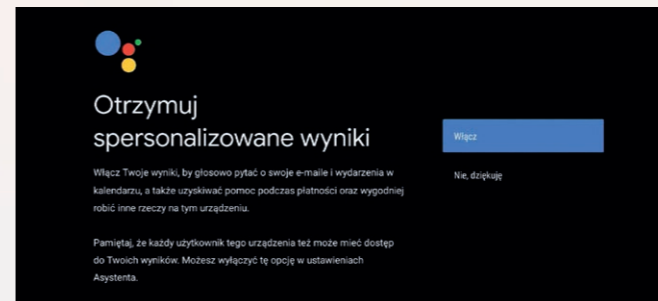 Otrzymuj
spersonalizowane wyniki
Włącz Twoje wyniki, by głosowo pytać o swoje e-maile i wydarzenia w
kalendarzu, a także uzyskiwać pomoc podczas płatności oraz wygodniej
robić inne rzeczy na tym urządzeniu.
Pamiętaj, że każdy użytkownik tego urządzenia też może mieć dostęp
do Twoich wyników. Możesz wyłączyć tę opcję w ustawieniach
Asystenta.
Włącz
Nie, dziękuję